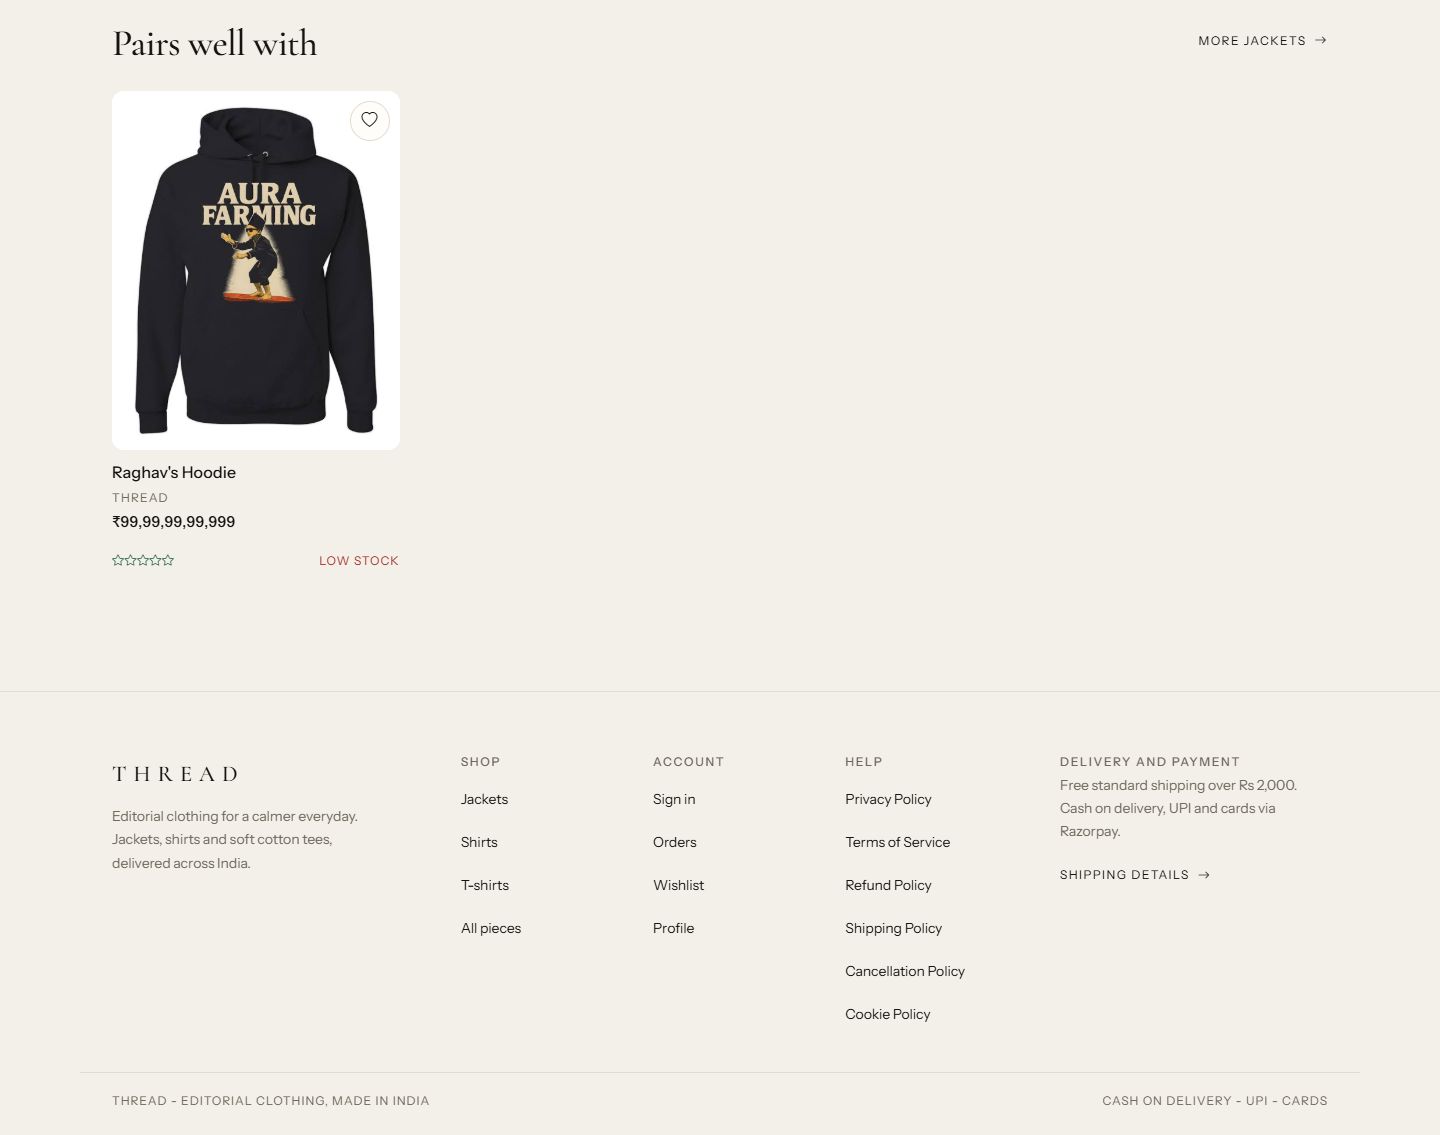 Pairs well with
MORE JACKETS →
AURA
FARMING
Raghav's Hoodie
THREAD
₹99,99,99,99,999
LOW STOCK
THREAD
Editorial clothing for a calmer everyday.
Jackets, shirts and soft cotton tees,
delivered across India.
SHOP
Jackets
Shirts
T-shirts
All pieces
ACCOUNT
Sign in
Orders
Wishlist
Profile
HELP
Privacy Policy
Terms of Service
Refund Policy
Shipping Policy
Cancellation Policy
Cookie Policy
DELIVERY AND PAYMENT
Free standard shipping over Rs 2,000.
Cash on delivery, UPI and cards via
Razorpay.
SHIPPING DETAILS →
THREAD - EDITORIAL CLOTHING, MADE IN INDIA
CASH ON DELIVERY - UPI - CARDS